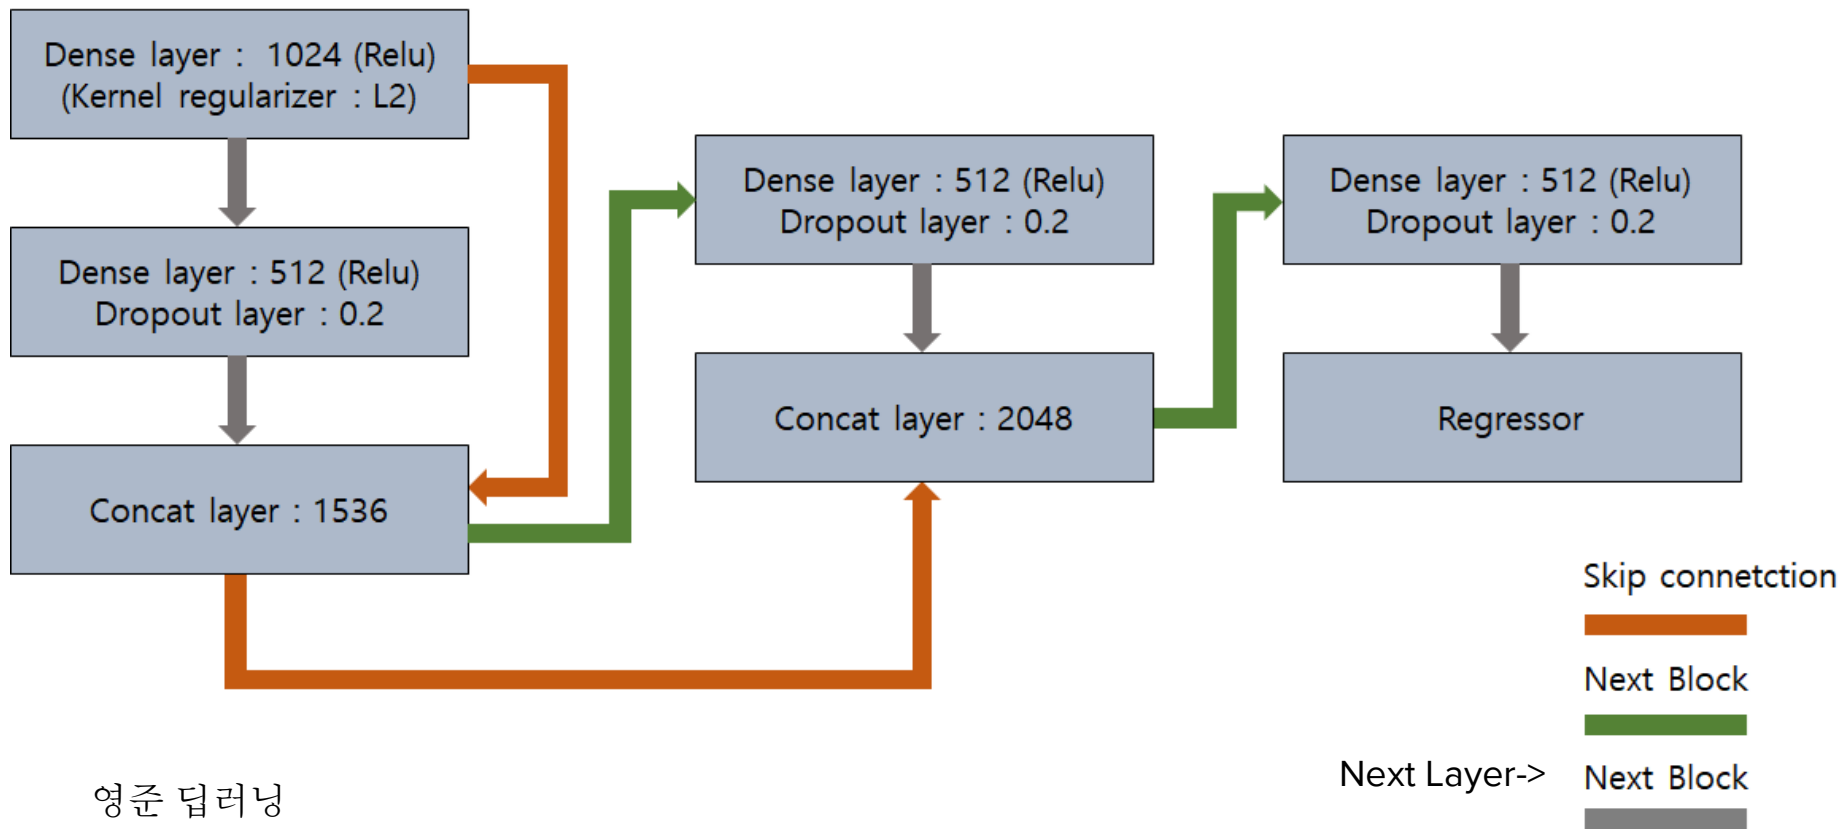 Dense layer : 1024 (Relu)
(Kernel regularizer : L2)
Dense layer : 512 (Relu)
Dropout layer : 0.2
Concat layer : 1536
Dense layer : 512 (Relu)
Dropout layer : 0.2
Concat layer : 2048
Dense layer : 512 (Relu)
Dropout layer : 0.2
Regressor
Skip connetction
Next Block
Next Layer-> Next Block
영준 딥러닝